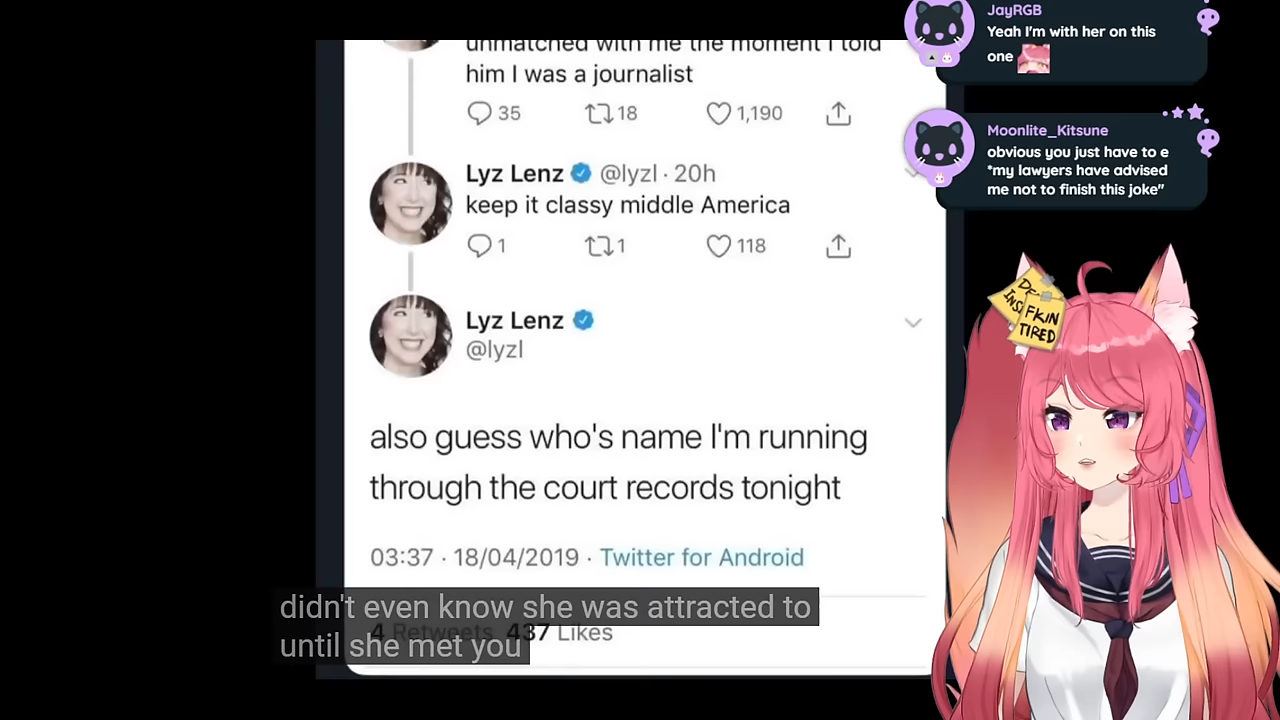 unmatched with me the moment I told
him I was a journalist
35 18 1,190
Lyz Lenz @lyzl · 20h
keep it classy middle America
1 1 118
Lyz Lenz
@lyzl
also guess who's name I'm running
through the court records tonight
03:37 · 18/04/2019 · Twitter for Android
4 Retweets 437 Likes
didn't even know she was attracted to
until she met you
JayRGB
Yeah I'm with her on this
one
Moonlite_Kitsune
obvious you just have to e
*my lawyers have advised
me not to finish this joke"
FKIN
TIRED